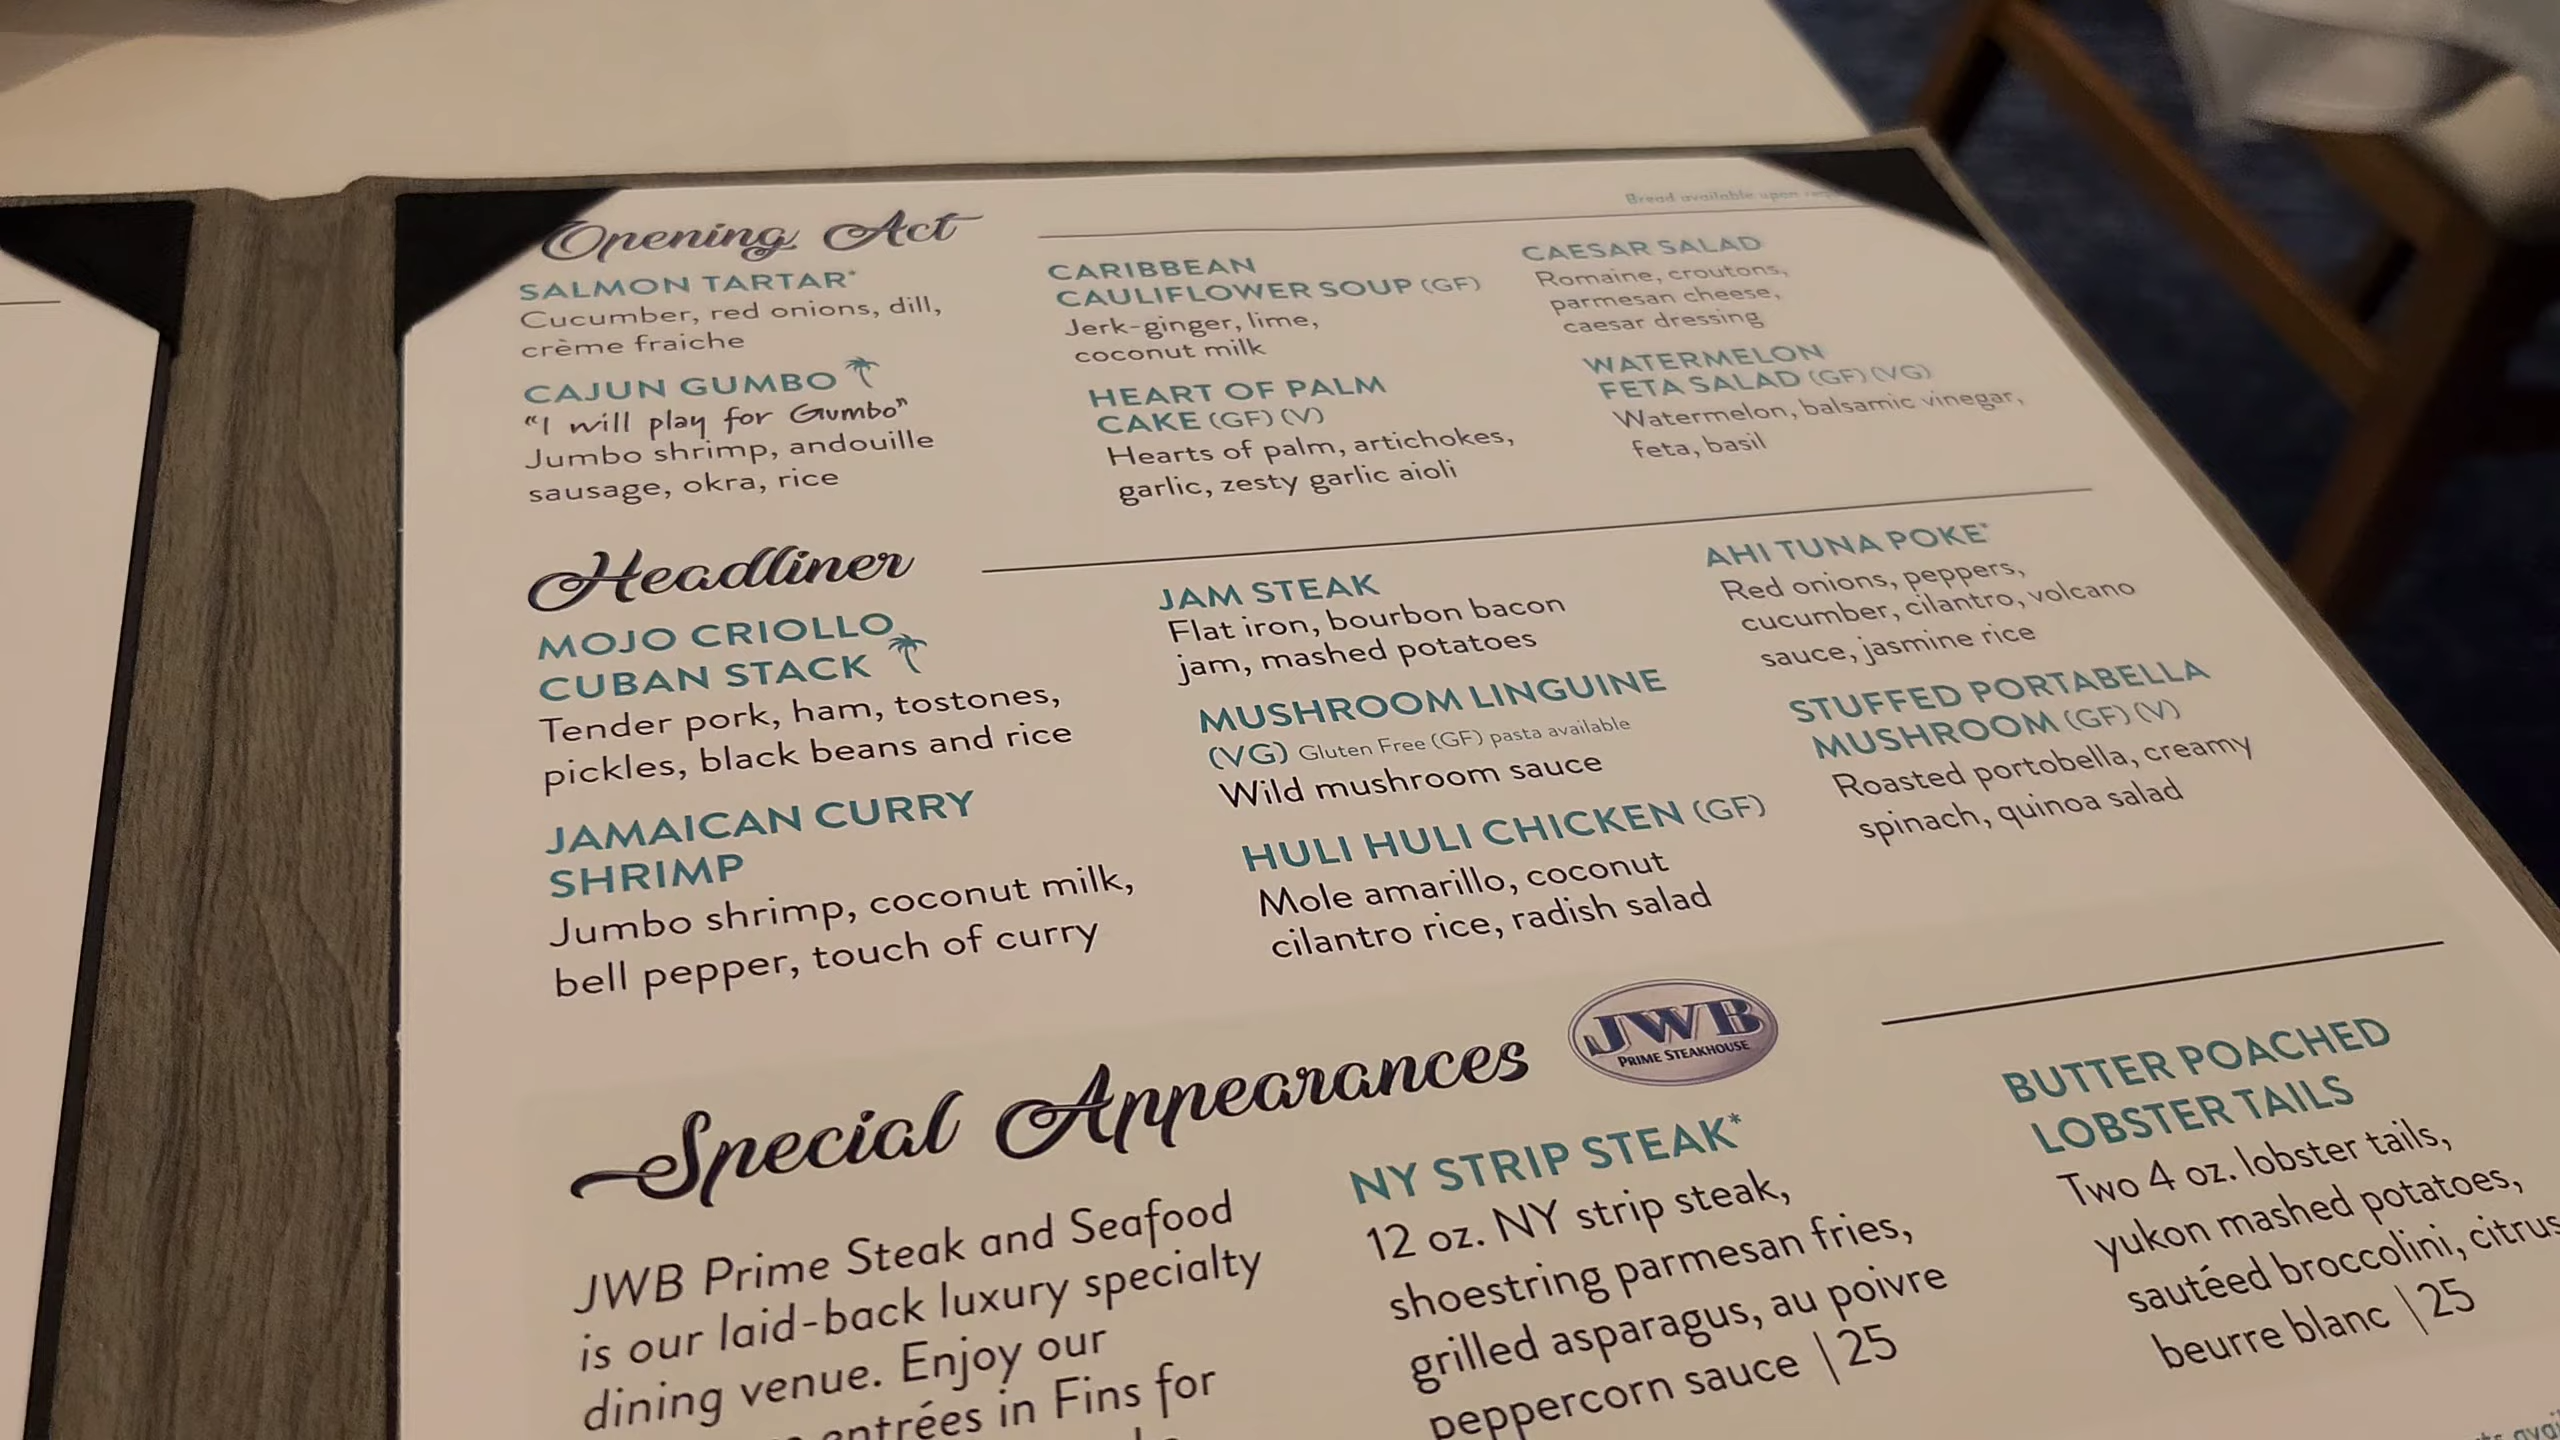 Bread available upon
Opening Act
SALMON TARTAR*
Cucumber, red onions, dill,
crème fraiche
CAJUN GUMBO
"I will play for Gumbo"
Jumbo shrimp, andouille
sausage, okra, rice
CARIBBEAN
CAULIFLOWER SOUP (GF)
Jerk-ginger, lime,
coconut milk
HEART OF PALM
CAKE (GF) (V)
Hearts of palm, artichokes,
garlic, zesty garlic aioli
CAESAR SALAD
Romaine, croutons,
parmesan cheese,
caesar dressing
WATERMELON
FETA SALAD (GF) (VG)
Watermelon, balsamic vinegar,
feta, basil
Headliner
MOJO CRIOLLO
CUBAN STACK
Tender pork, ham, tostones,
pickles, black beans and rice
JAMAICAN CURRY
SHRIMP
Jumbo shrimp, coconut milk,
bell pepper, touch of curry
JAM STEAK
Flat iron, bourbon bacon
jam, mashed potatoes
MUSHROOM LINGUINE
(VG) Gluten Free (GF) pasta available
Wild mushroom sauce
HULI HULI CHICKEN (GF)
Mole amarillo, coconut
cilantro rice, radish salad
AHI TUNA POKE*
Red onions, peppers,
cucumber, cilantro, volcano
sauce, jasmine rice
STUFFED PORTABELLA
MUSHROOM (GF) (V)
Roasted portobella, creamy
spinach, quinoa salad
Special Appearances
JWB
PRIME STEAKHOUSE
JWB Prime Steak and Seafood
is our laid-back luxury specialty
dining venue. Enjoy our
entrées in Fins for
NY STRIP STEAK*
12 oz. NY strip steak,
shoestring parmesan fries,
grilled asparagus, au poivre
peppercorn sauce | 25
BUTTER POACHED
LOBSTER TAILS
Two 4 oz. lobster tails,
yukon mashed potatoes,
sautéed broccolini, citrus
beurre blanc | 25